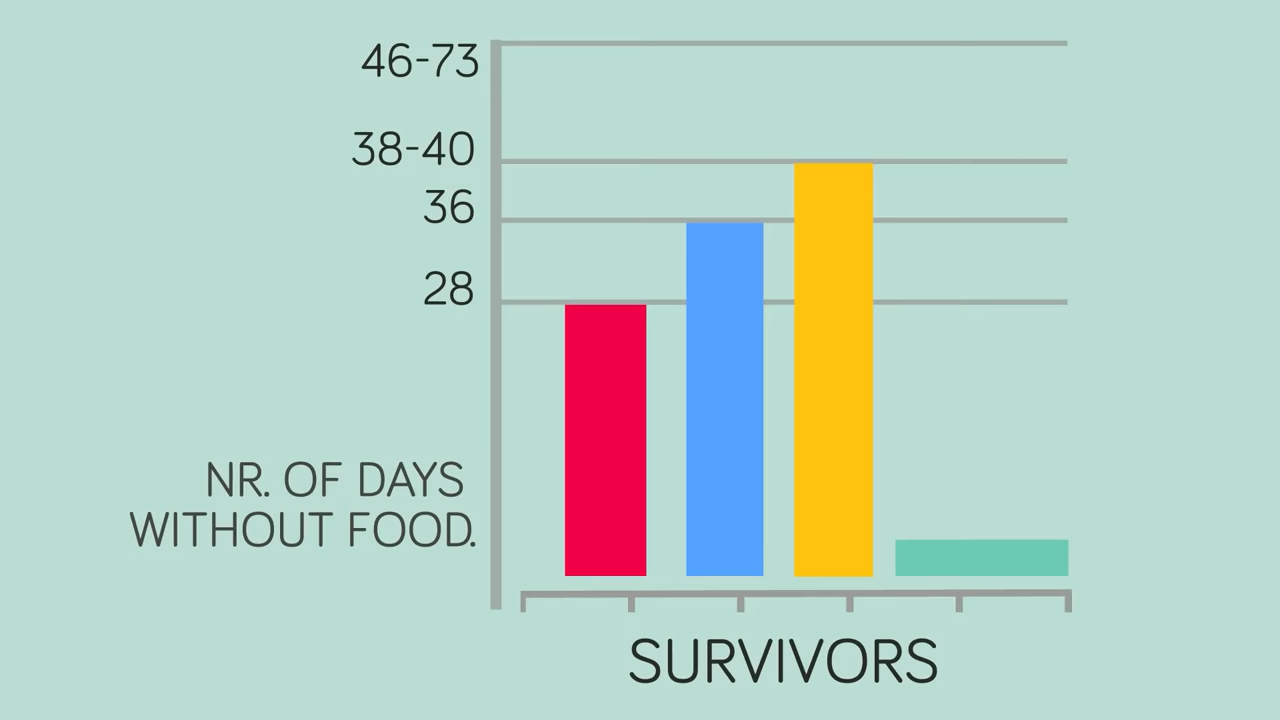 46-73
38-40
36
28
NR. OF DAYS
WITHOUT FOOD.
SURVIVORS